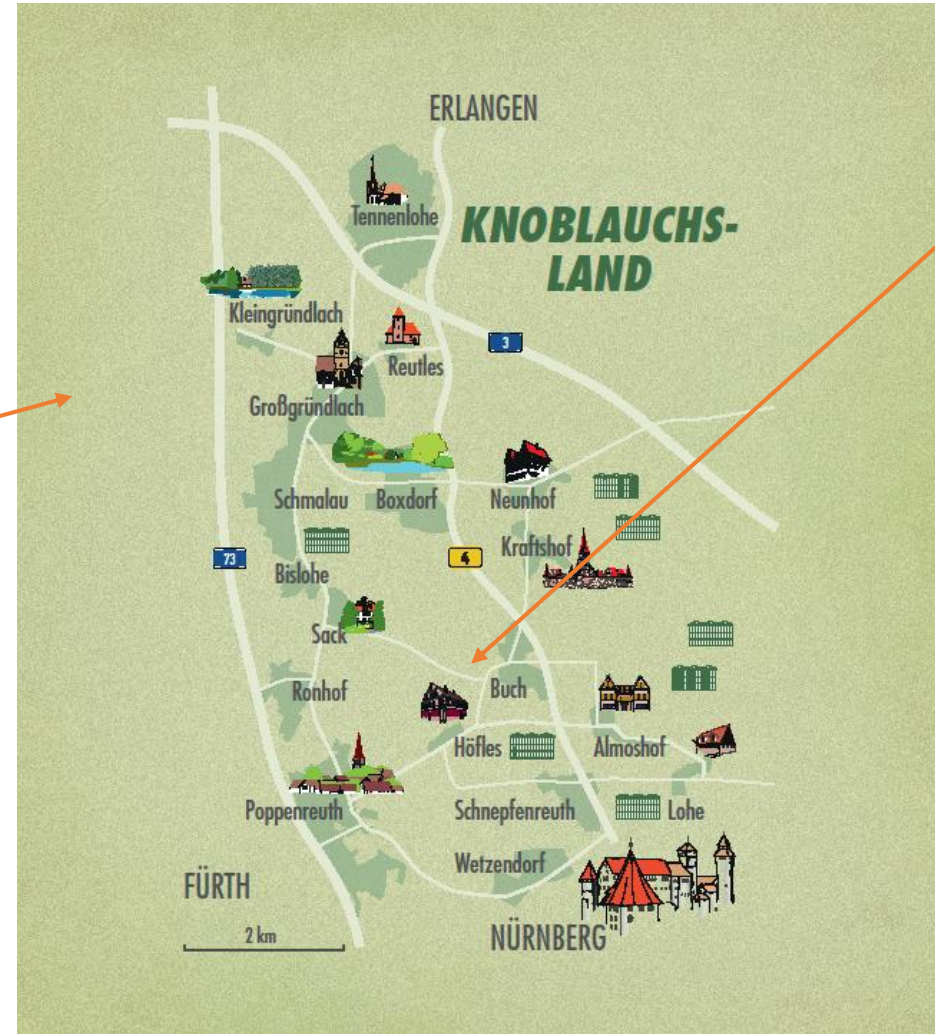 ERLANGEN
Tennenlohe
KNOBLAUCHS-
LAND
Kleingründlach
3
Reutles
Großgründlach
Schmalau
Boxdorf
Neunhof
Kraftshof
73
4
Bislohe
Sack
Ronhof
Buch
Höfles
Almoshof
Poppenreuth
Schnepfenreuth
Lohe
Wetzendorf
FÜRTH
2 km
NÜRNBERG